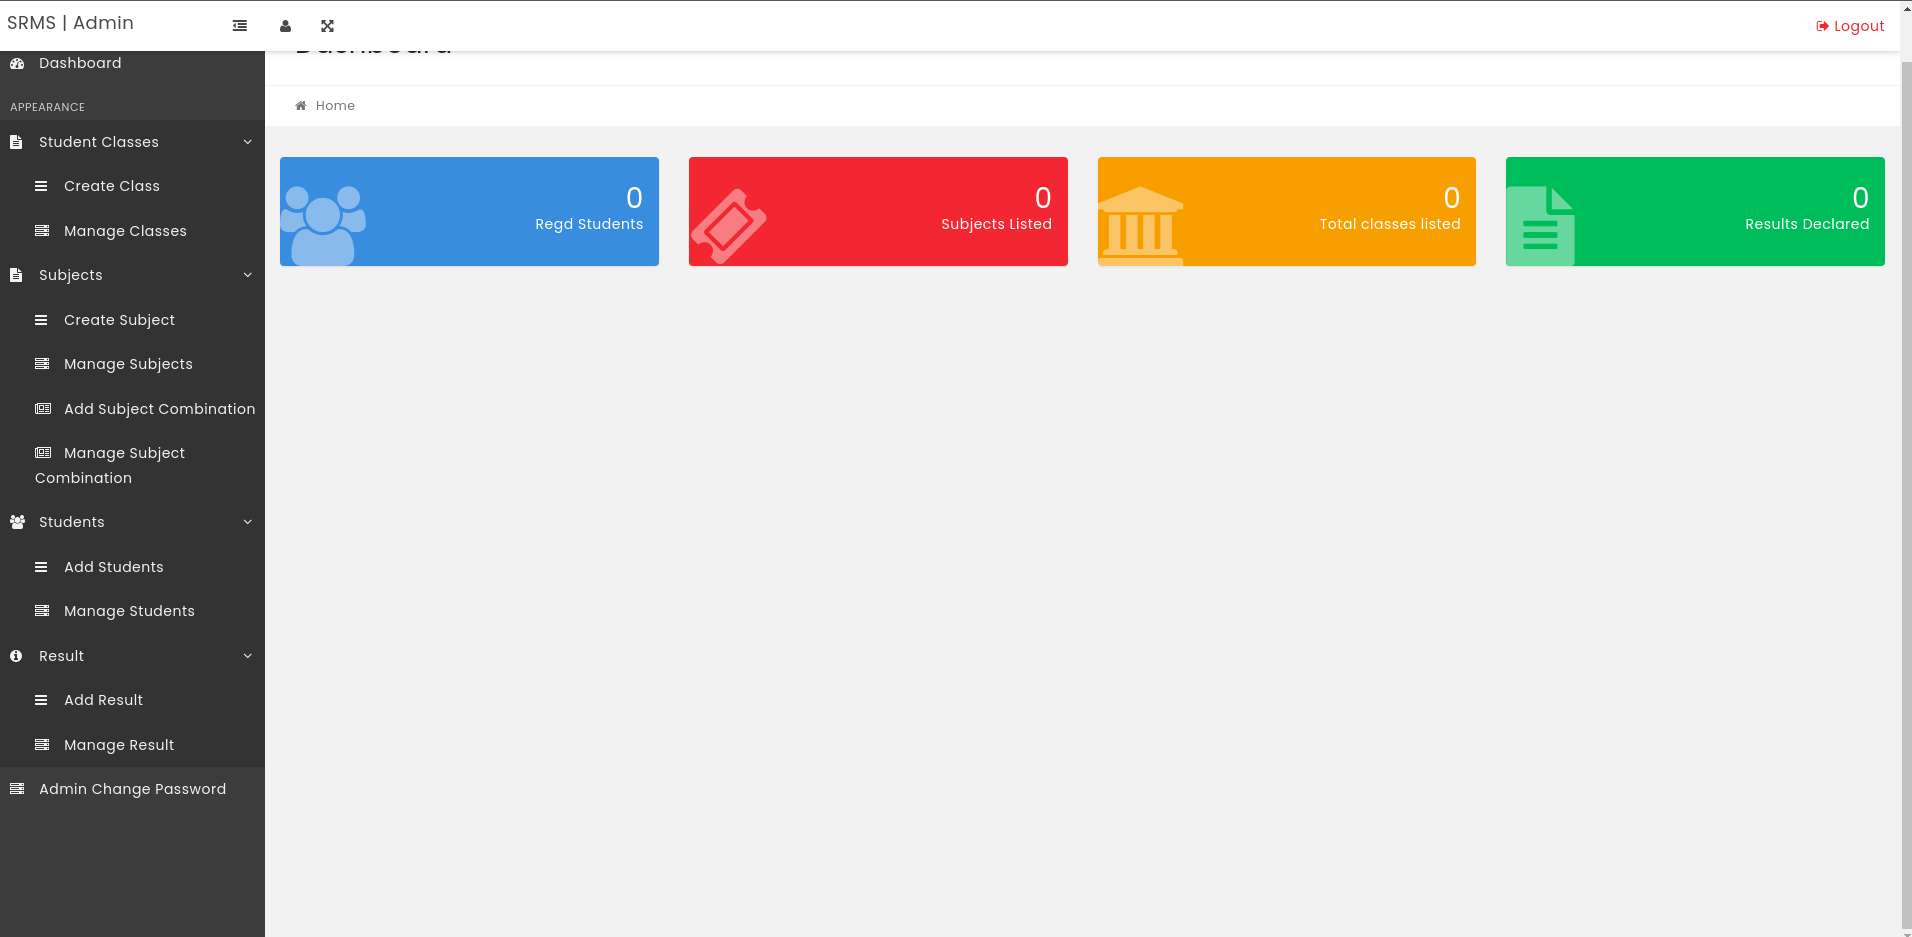 SRMS | Admin
Logout
Dashboard
Dashboard
APPEARANCE
Home
Student Classes
Create Class
Manage Classes
Subjects
Create Subject
Manage Subjects
Add Subject Combination
Manage Subject
Combination
Students
Add Students
Manage Students
Result
Add Result
Manage Result
Admin Change Password
0
Regd Students
0
Subjects Listed
0
Total classes listed
0
Results Declared